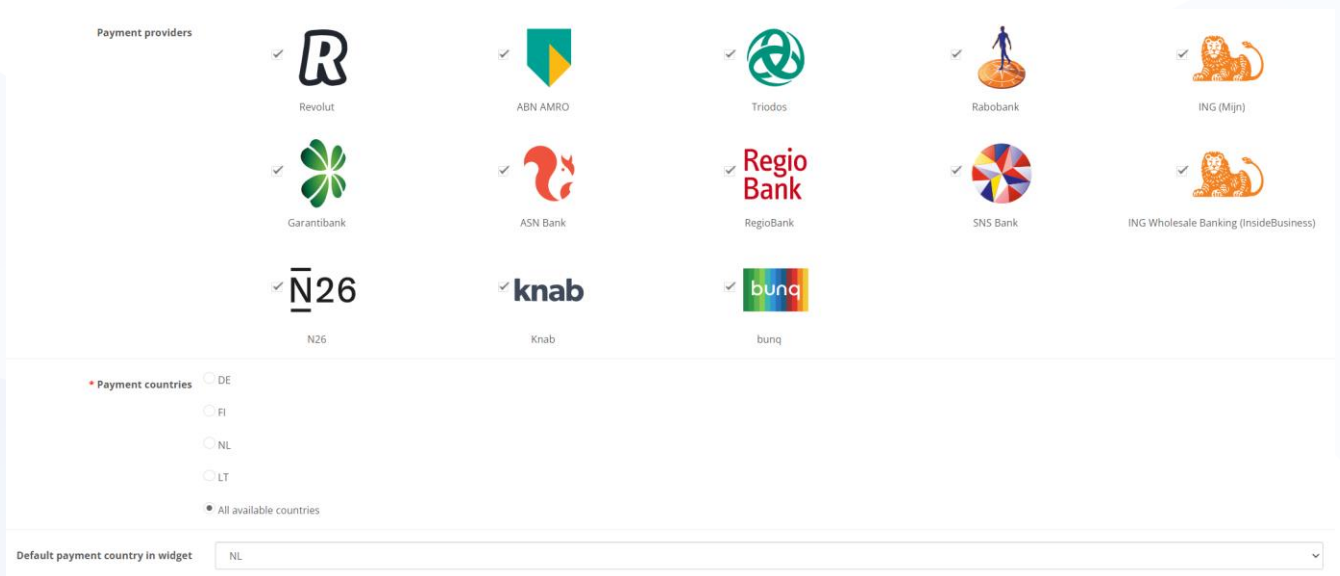 Payment providers
R
Revolut
ABN AMRO
Triodos
Rabobank
ING (Mijn)
Regio
Bank
Garantibank
ASN Bank
RegioBank
SNS Bank
ING Wholesale Banking (InsideBusiness)
N26
knab
bunq
N26
Knab
bunq
* Payment countries
DE
FI
NL
LT
All available countries
Default payment country in widget
NL